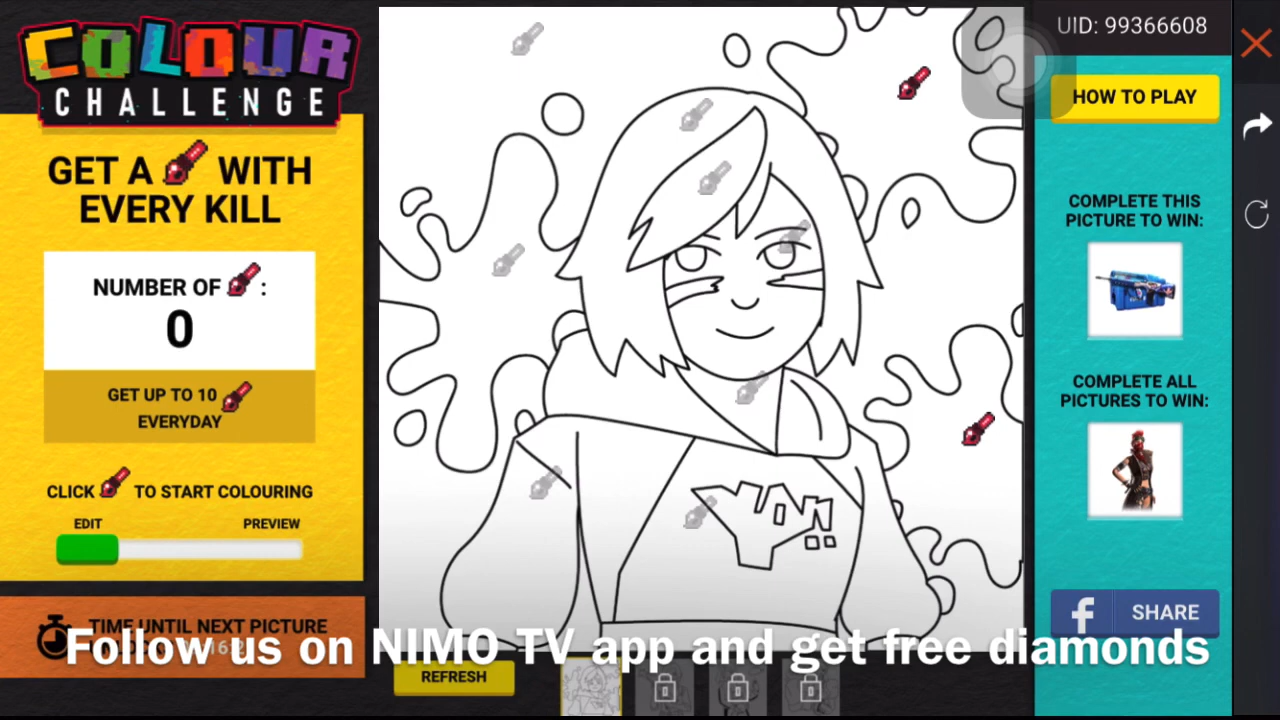 COLOUR
CHALLENGE
GET A WITH
EVERY KILL
NUMBER OF :
0
GET UP TO 10
EVERYDAY
CLICK TO START COLOURING
EDIT PREVIEW
TIME UNTIL NEXT PICTURE
Follow us on NIMO TV app and get free diamonds
REFRESH
UID: 99366608
HOW TO PLAY
COMPLETE THIS
PICTURE TO WIN:
COMPLETE ALL
PICTURES TO WIN:
f SHARE